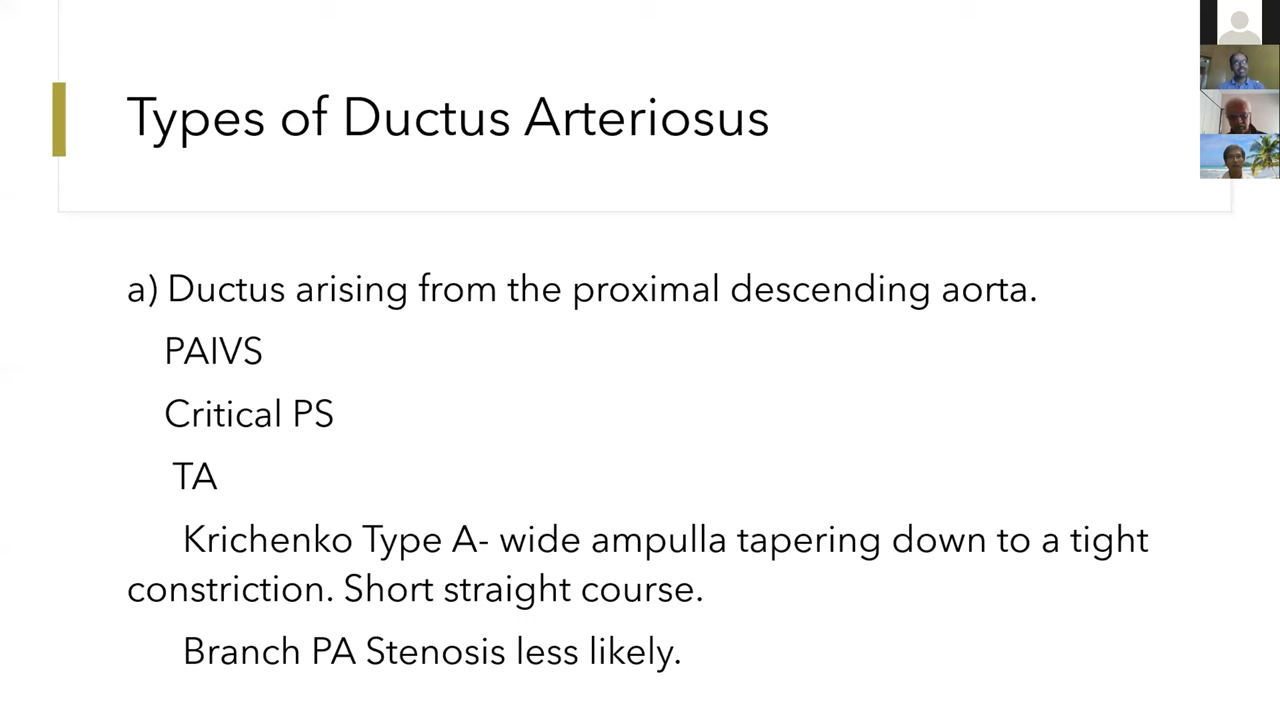 Types of Ductus Arteriosus
a) Ductus arising from the proximal descending aorta.
PAIVS
Critical PS
TA
Krichenko Type A- wide ampulla tapering down to a tight
constriction. Short straight course.
Branch PA Stenosis less likely.